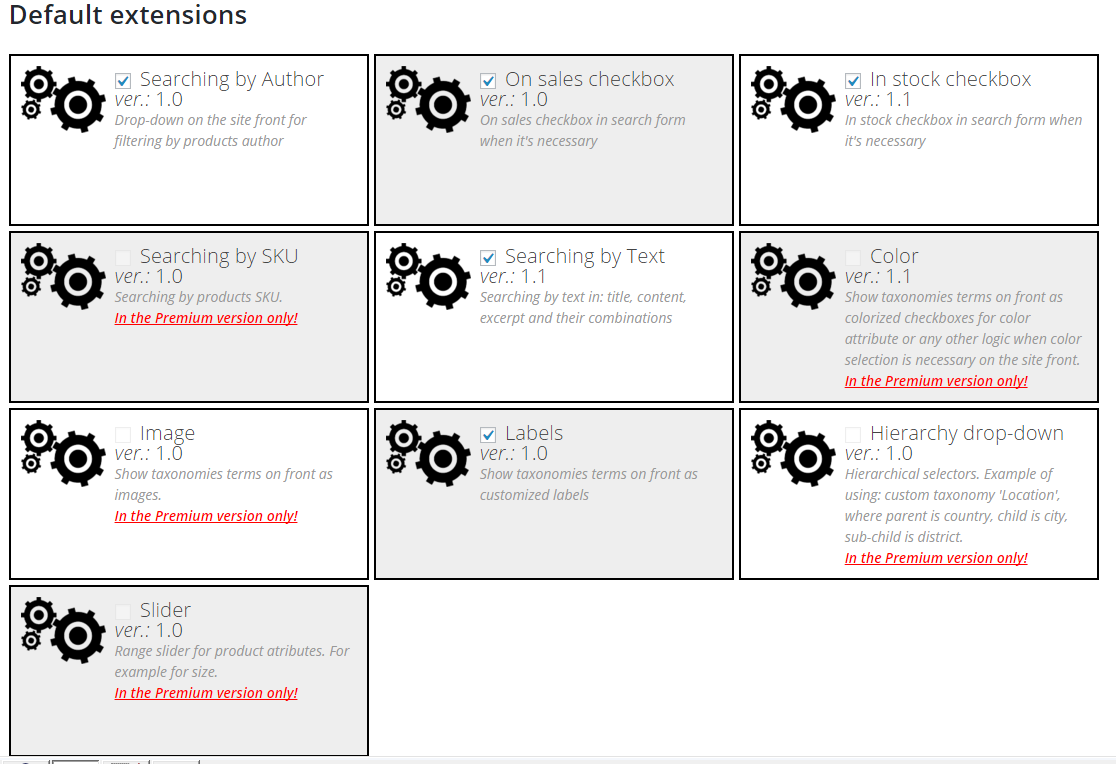 Default extensions
Searching by Author
ver.: 1.0
Drop-down on the site front for
filtering by products author
On sales checkbox
ver.: 1.0
On sales checkbox in search form
when it's necessary
In stock checkbox
ver.: 1.1
In stock checkbox in search form when
it's necessary
Searching by SKU
ver.: 1.0
Searching by products SKU.
In the Premium version only!
Searching by Text
ver.: 1.1
Searching by text in: title, content,
excerpt and their combinations
Color
ver.: 1.1
Show taxonomies terms on front as
colorized checkboxes for color
attribute or any other logic when color
selection is necessary on the site front.
In the Premium version only!
Image
ver.: 1.0
Show taxonomies terms on front as
images.
In the Premium version only!
Labels
ver.: 1.0
Show taxonomies terms on front as
customized labels
Hierarchy drop-down
ver.: 1.0
Hierarchical selectors. Example of
using: custom taxonomy 'Location',
where parent is country, child is city,
sub-child is district.
In the Premium version only!
Slider
ver.: 1.0
Range slider for product atributes. For
example for size.
In the Premium version only!